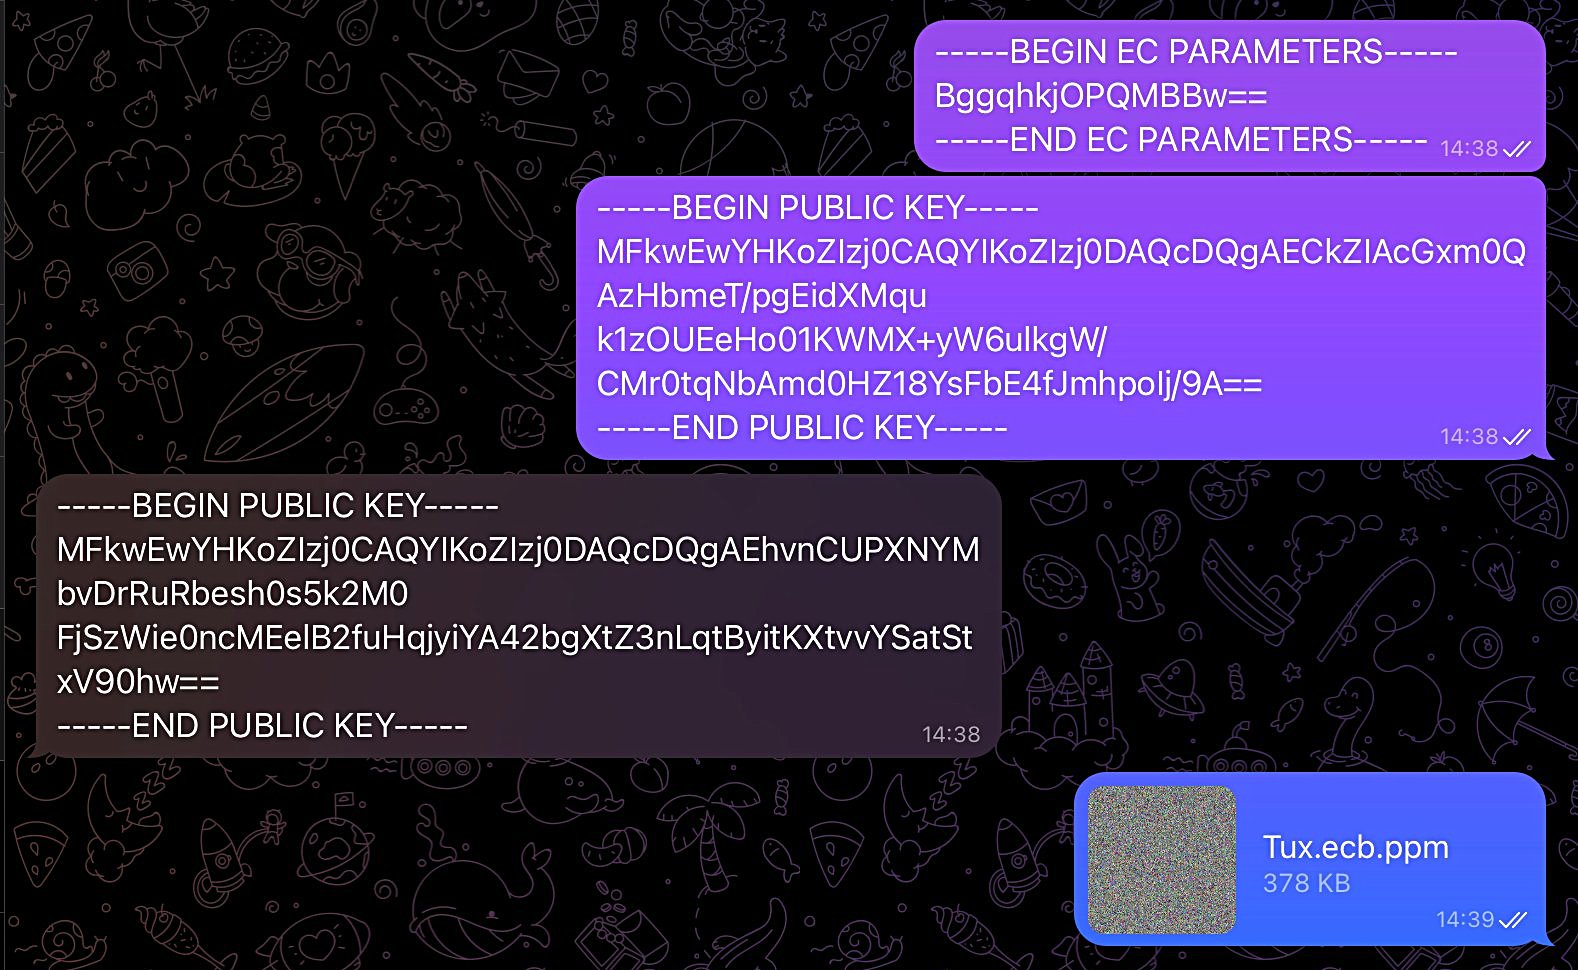 -----BEGIN EC PARAMETERS-----
BggqhkjOPQMBBw==
-----END EC PARAMETERS-----
14:38
-----BEGIN PUBLIC KEY-----
MFkwEwYHKoZIzj0CAQYIKoZIzj0DAQcDQgAECkZIAcGxm0Q
AzHbmeT/pgEidXMqu
k1zOUEeHo01KWMX+yW6ulkgW/
CMr0tqNbAmd0HZ18YsFbE4fJmhpoIj/9A==
-----END PUBLIC KEY-----
14:38
-----BEGIN PUBLIC KEY-----
MFkwEwYHKoZIzj0CAQYIKoZIzj0DAQcDQgAEhvnCUPXNYM
bvDrRuRbesh0s5k2M0
FjSzWie0ncMEelB2fuHqjyiYA42bgXtZ3nLqtByitKXtvvYSatSt
xV90hw==
-----END PUBLIC KEY-----
14:38
Tux.ecb.ppm
378 KB
14:39